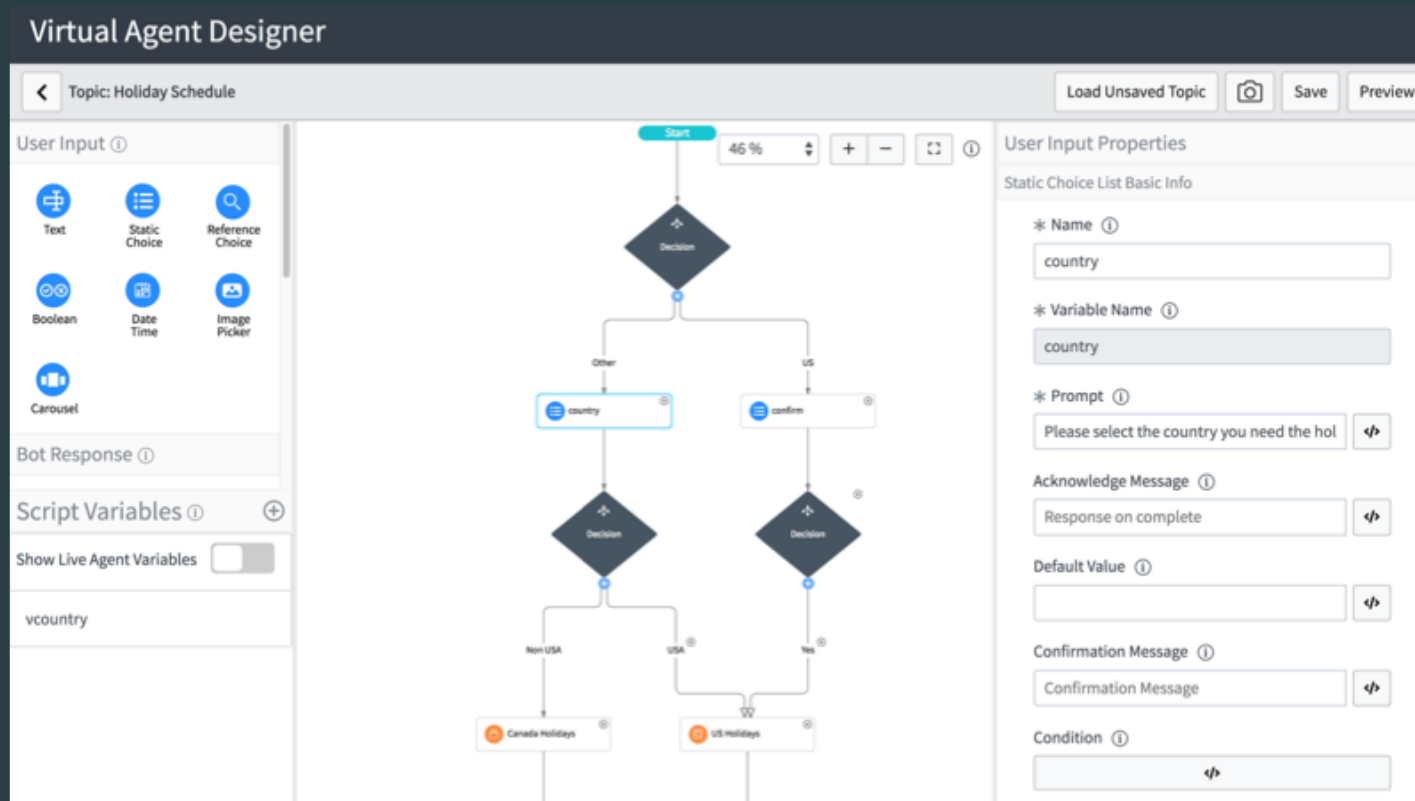 Virtual Agent Designer
Topic: Holiday Schedule
Load Unsaved Topic
Save
Preview
User Input
Text
Static
Choice
Reference
Choice
Boolean
Date
Time
Image
Picker
Carousel
Bot Response
Script Variables
Show Live Agent Variables
vcountry
Start
46 %
Decision
Other
US
country
confirm
Decision
Decision
Non USA
USA
Yes
Canada Holidays
US Holidays
User Input Properties
Static Choice List Basic Info
* Name
country
* Variable Name
country
* Prompt
Please select the country you need the hol
</>
Acknowledge Message
Response on complete
</>
Default Value
</>
Confirmation Message
Confirmation Message
</>
Condition
</>